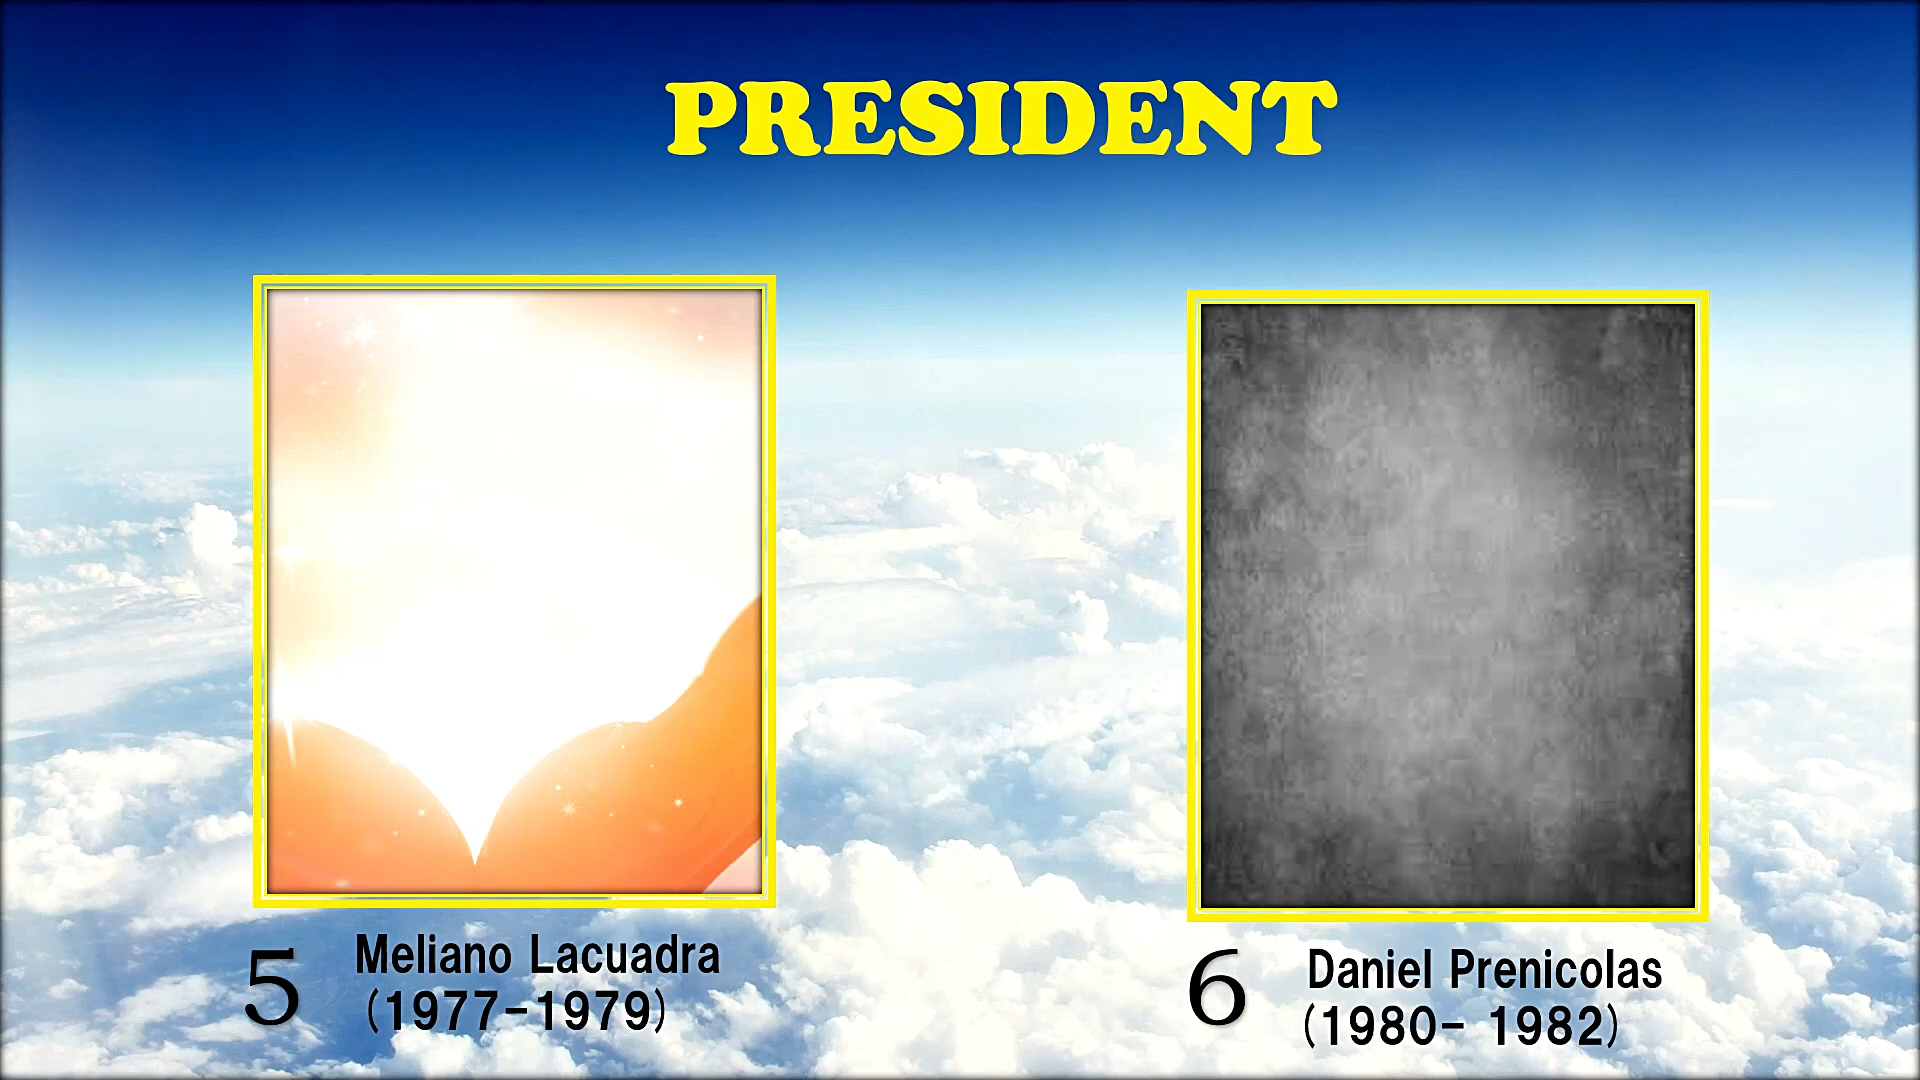 PRESIDENT
5 Meliano Lacuadra
(1977-1979)
6 Daniel Prenicolas
(1980- 1982)